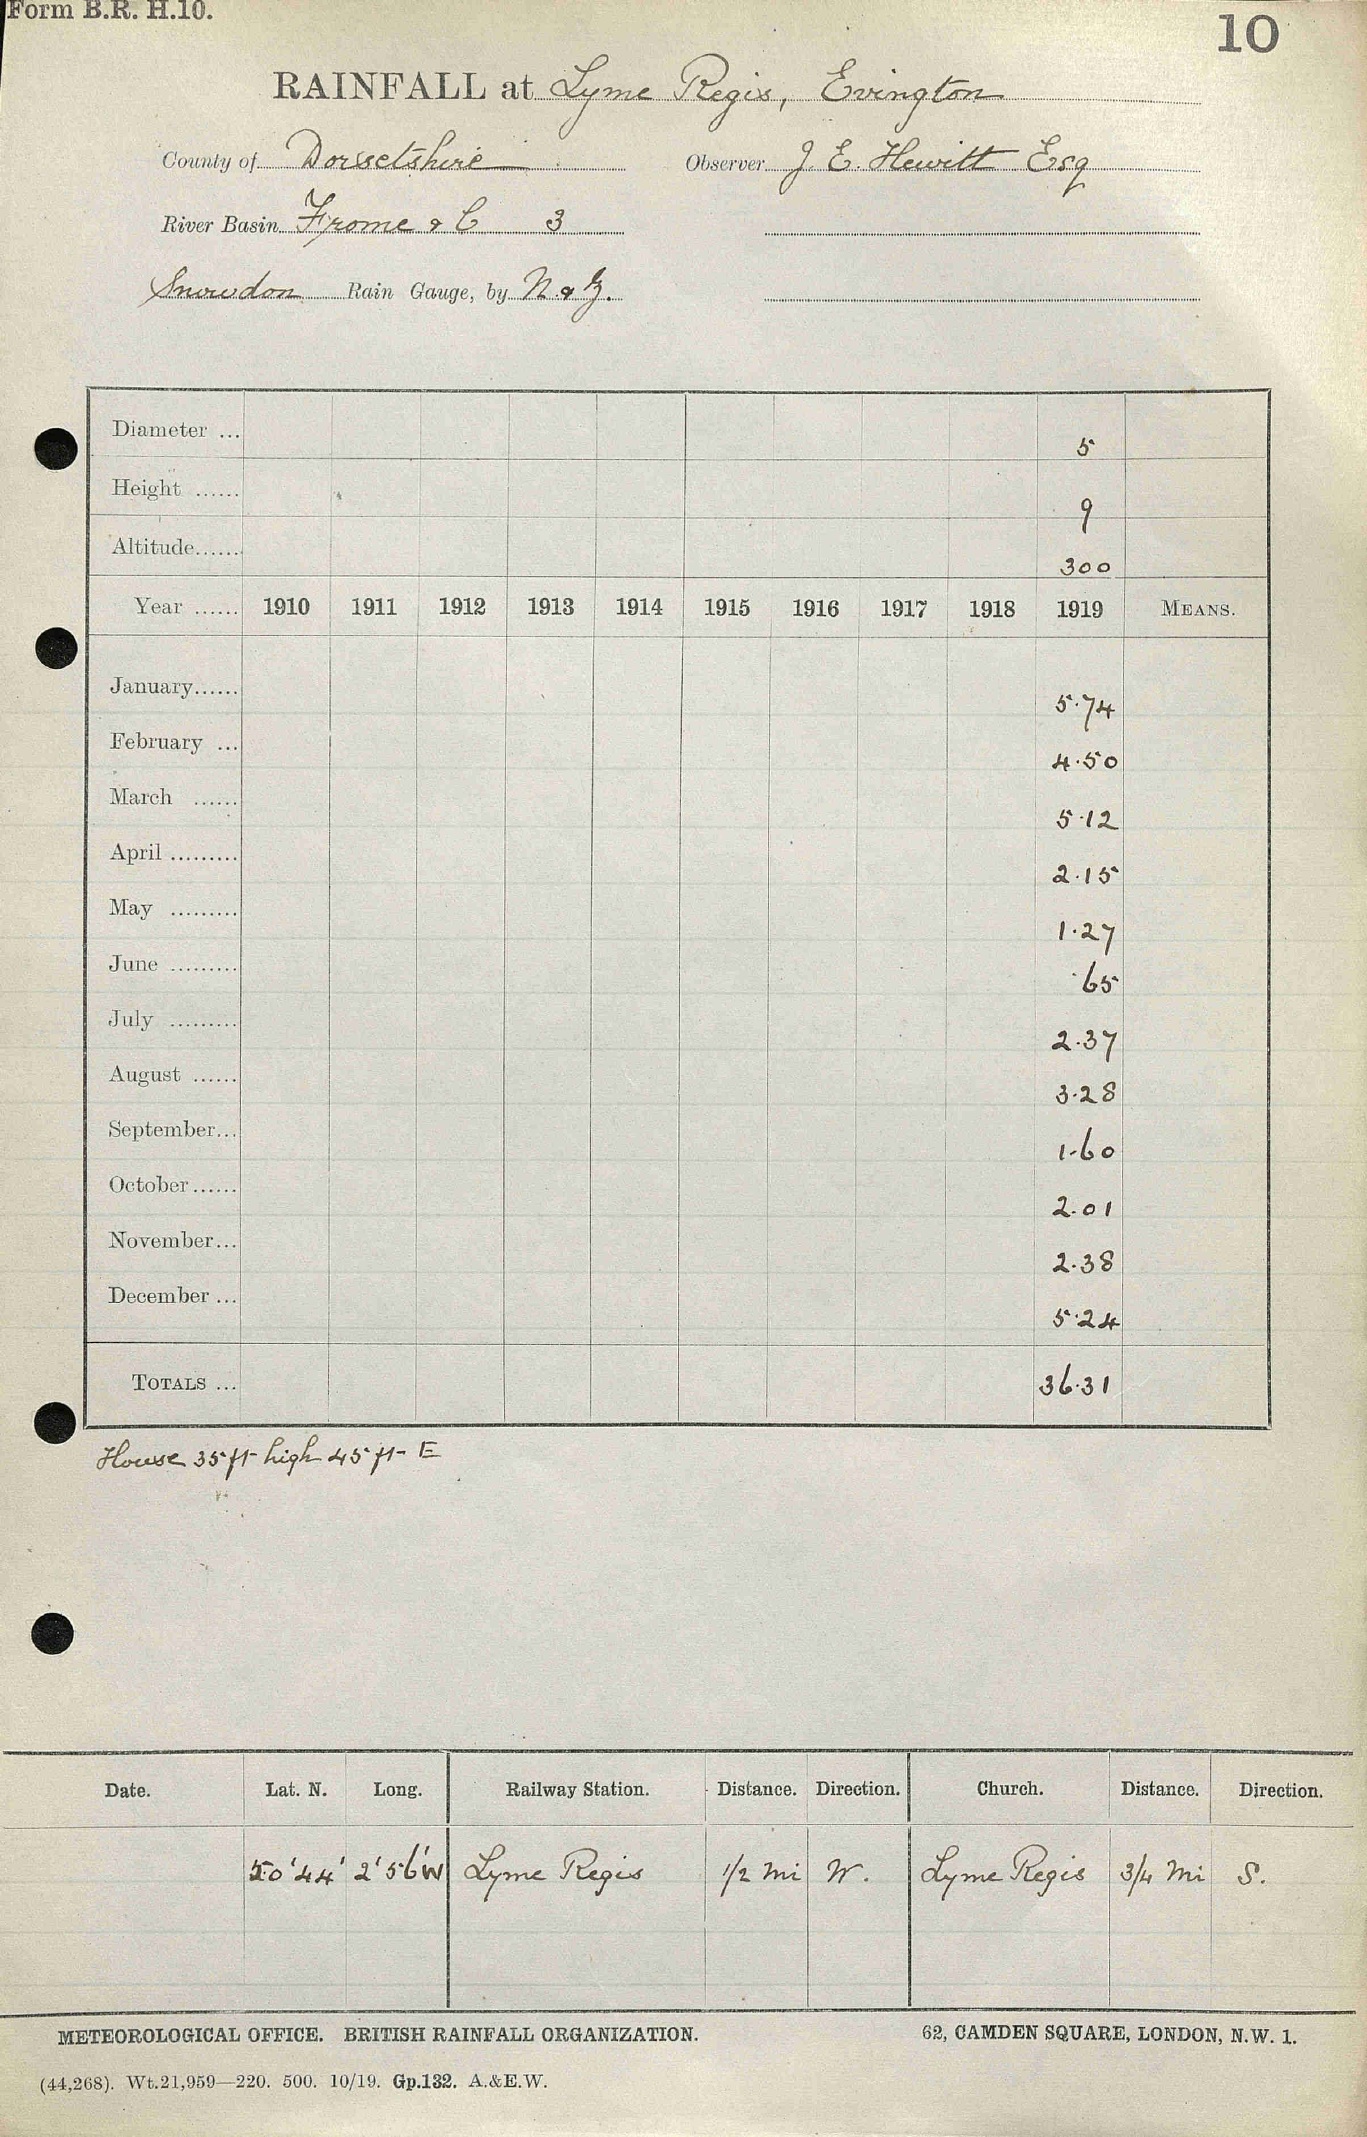 Form B.R. H.10.
10
RAINFALL at Lyme Regis, Evington
County of Dorsetshire Observer J. E. Hewitt Esq
River Basin Frome & C 3
Snowdon Rain Gauge, by N & Z.
Diameter ... 5
Height ...... 9
Altitude...... 300
Year ...... 1910 1911 1912 1913 1914 1915 1916 1917 1918 1919 MEANS.
January...... 5.74
February ... 4.50
March ...... 5.12
April ......... 2.15
May ......... 1.27
June ......... .65
July ......... 2.37
August ...... 3.28
September... 1.60
October...... 2.01
November... 2.38
December ... 5.24
TOTALS ... 36.31
House 35 ft high 45 ft E
Date. Lat. N. Long. Railway Station. Distance. Direction. Church. Distance. Direction.
50'44' 2'56'W Lyme Regis 1/2 mi W. Lyme Regis 3/4 Mi S.
METEOROLOGICAL OFFICE. BRITISH RAINFALL ORGANIZATION. 62, CAMDEN SQUARE, LONDON, N.W. 1.
(44,268). Wt.21,959—220. 500. 10/19. Gp.132. A.&E.W.